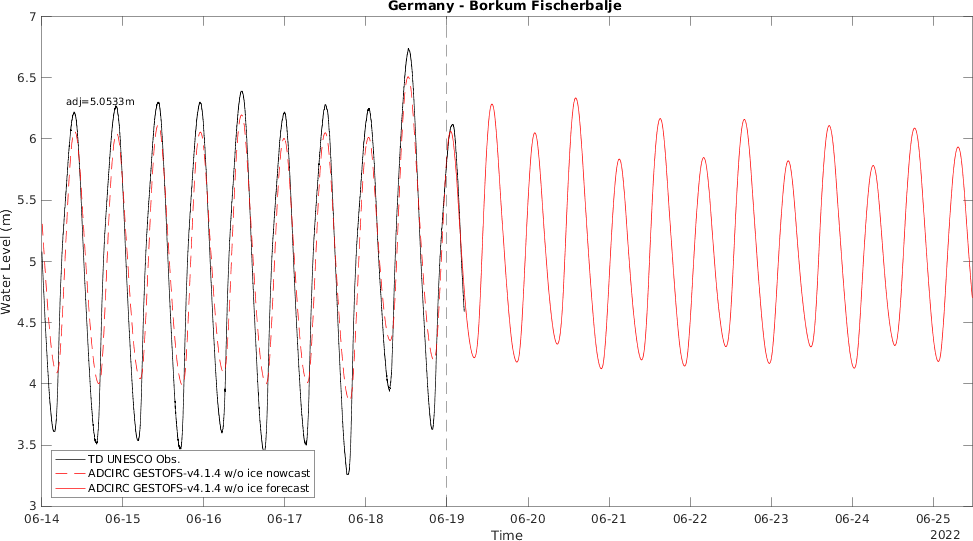 Germany - Borkum Fischerbalje
7
6.5
6
5.5
5
4.5
4
3.5
3
Water Level (m)
adj=5.0533m
TD UNESCO Obs.
ADCIRC GESTOFS-v4.1.4 w/o ice nowcast
ADCIRC GESTOFS-v4.1.4 w/o ice forecast
06-14 06-15 06-16 06-17 06-18 06-19 06-20 06-21 06-22 06-23 06-24 06-25
Time
2022